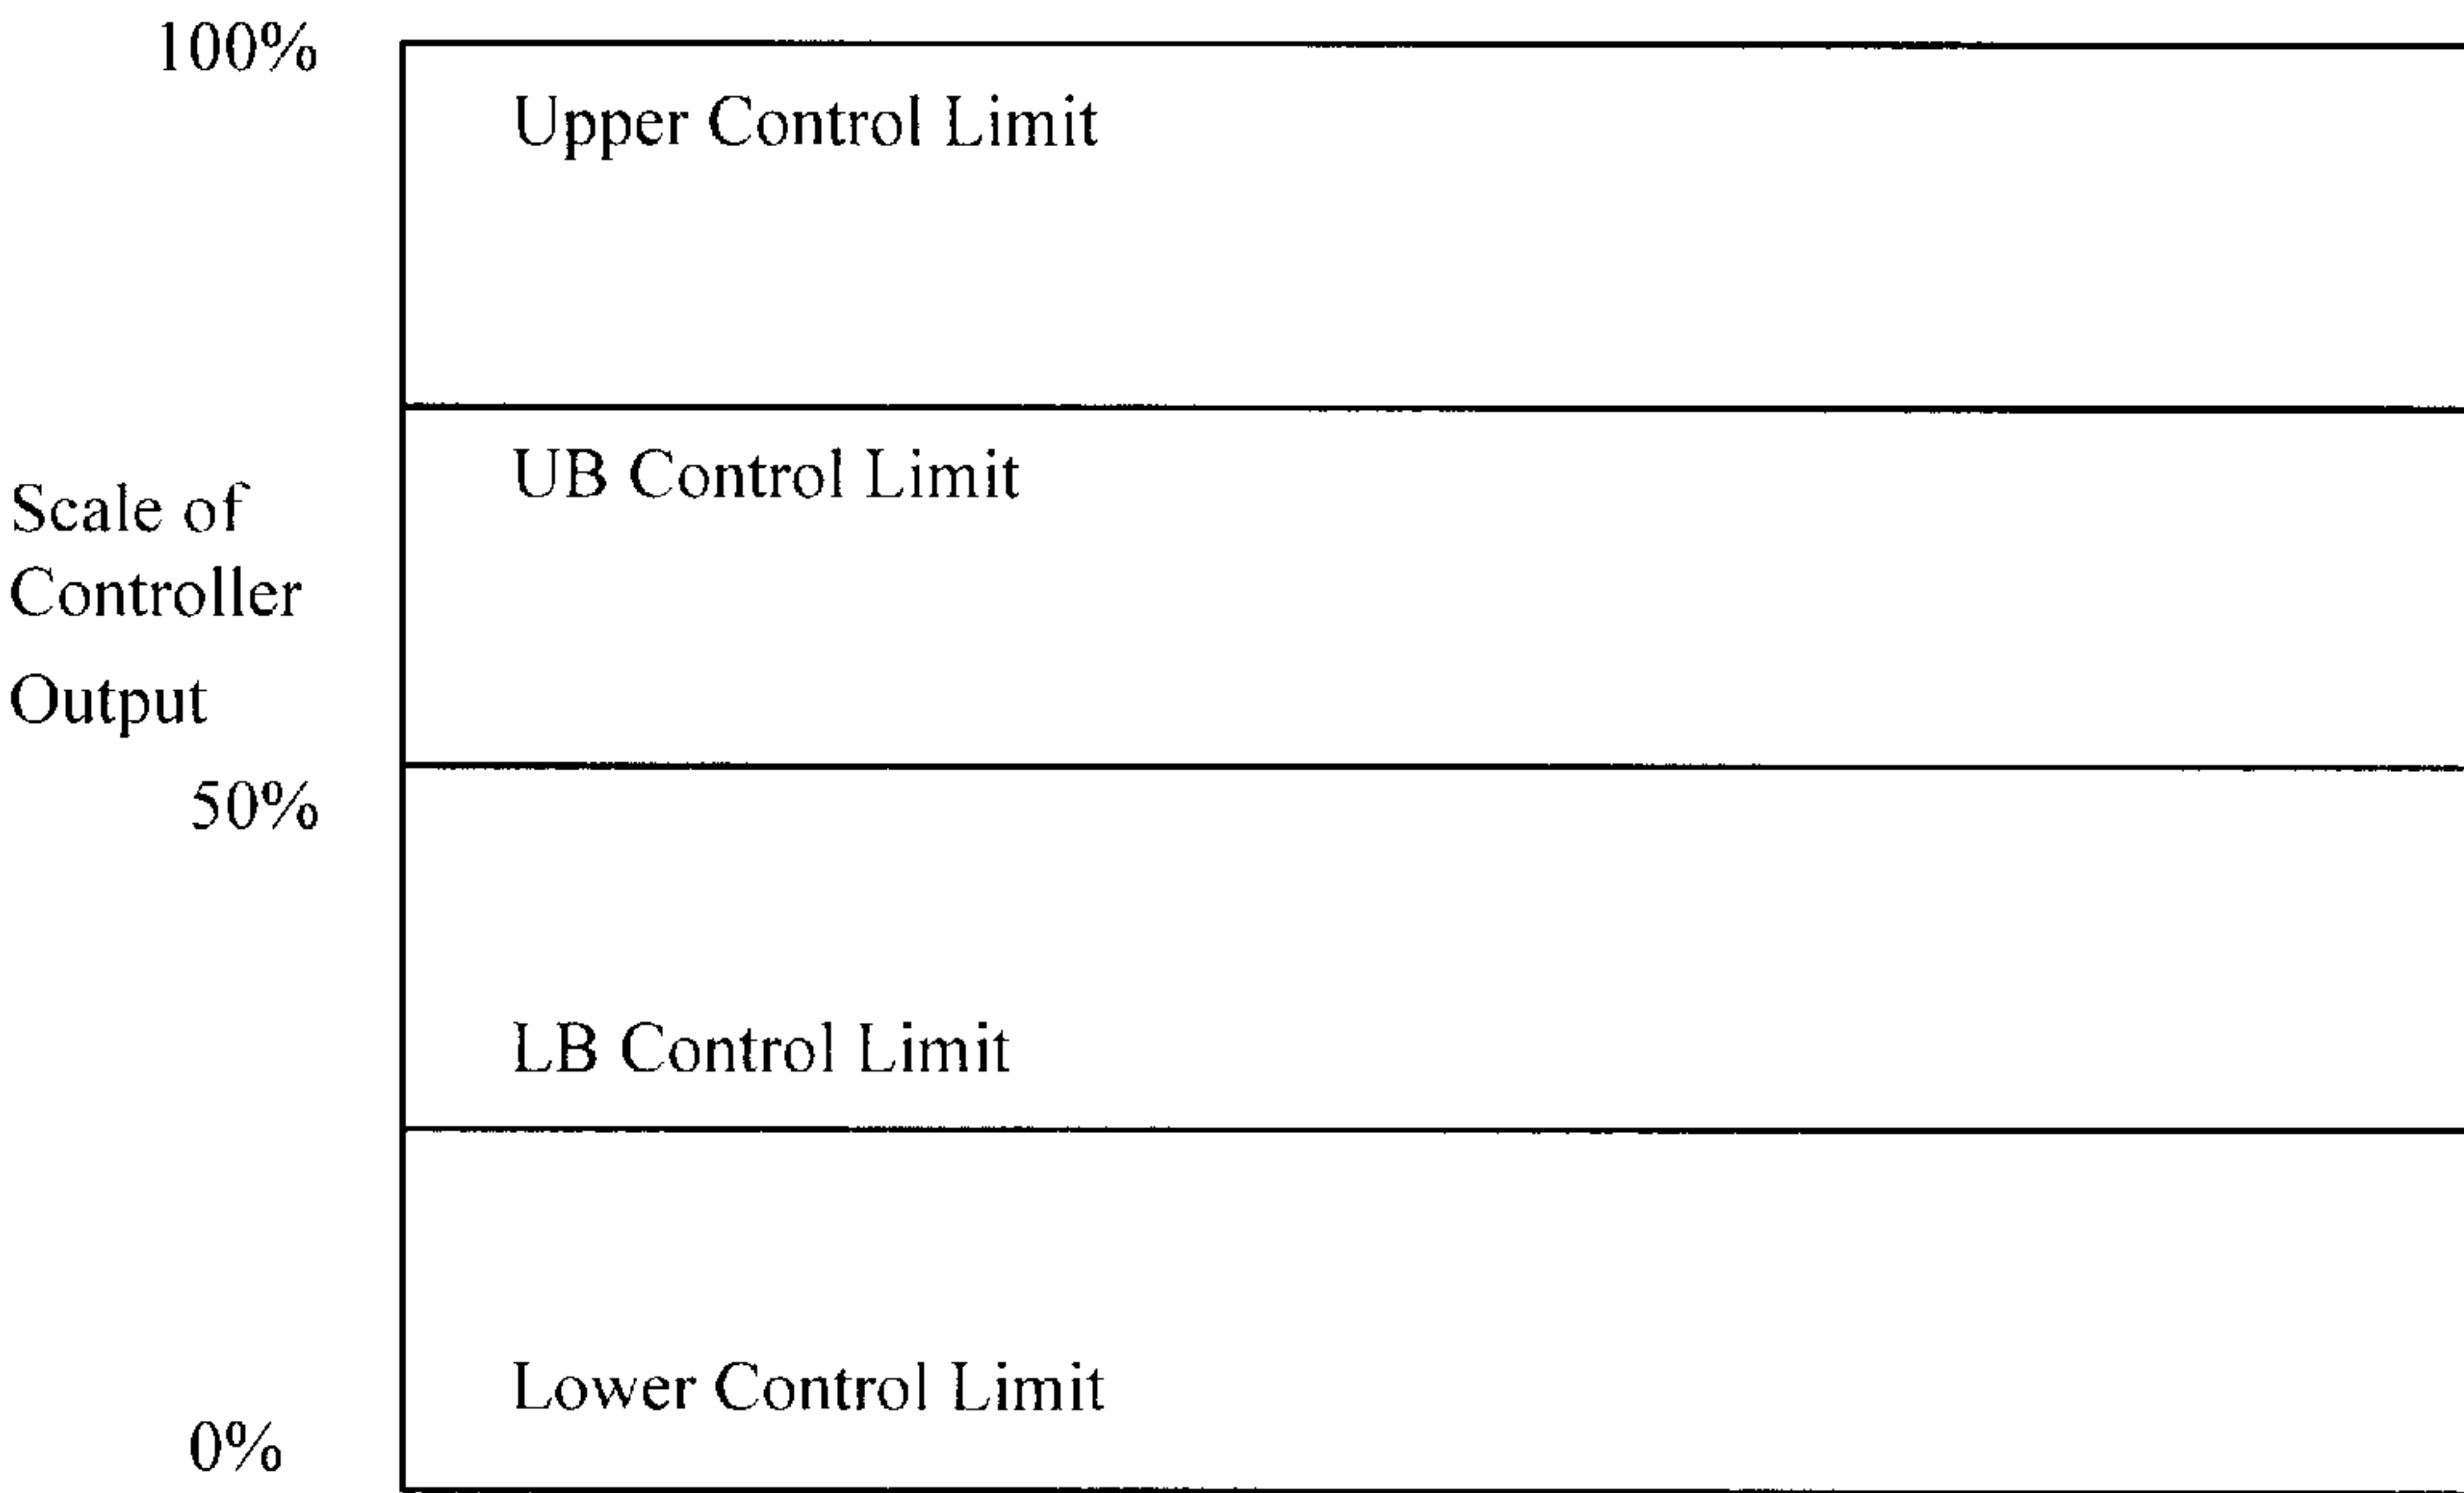 100%
Upper Control Limit
UB Control Limit
Scale of
Controller
Output
50%
LB Control Limit
Lower Control Limit
0%